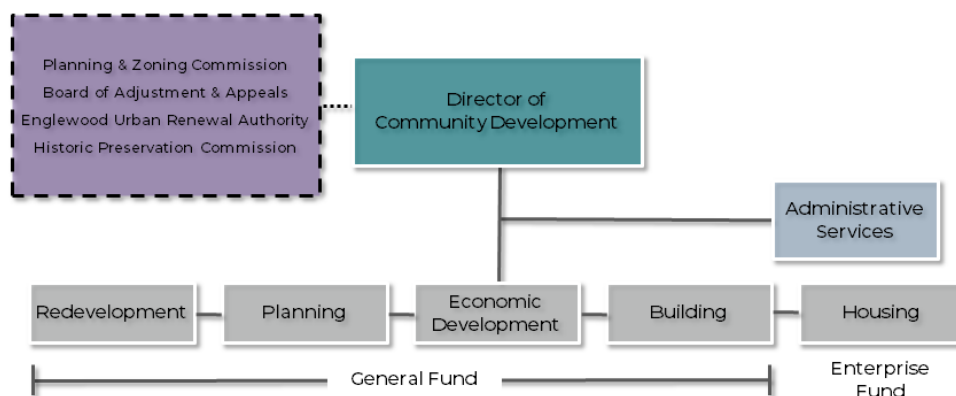 Planning & Zoning Commission
Board of Adjustment & Appeals
Englewood Urban Renewal Authority
Historic Preservation Commission
Director of
Community Development
Administrative
Services
Redevelopment
Planning
Economic
Development
Building
Housing
General Fund
Enterprise
Fund